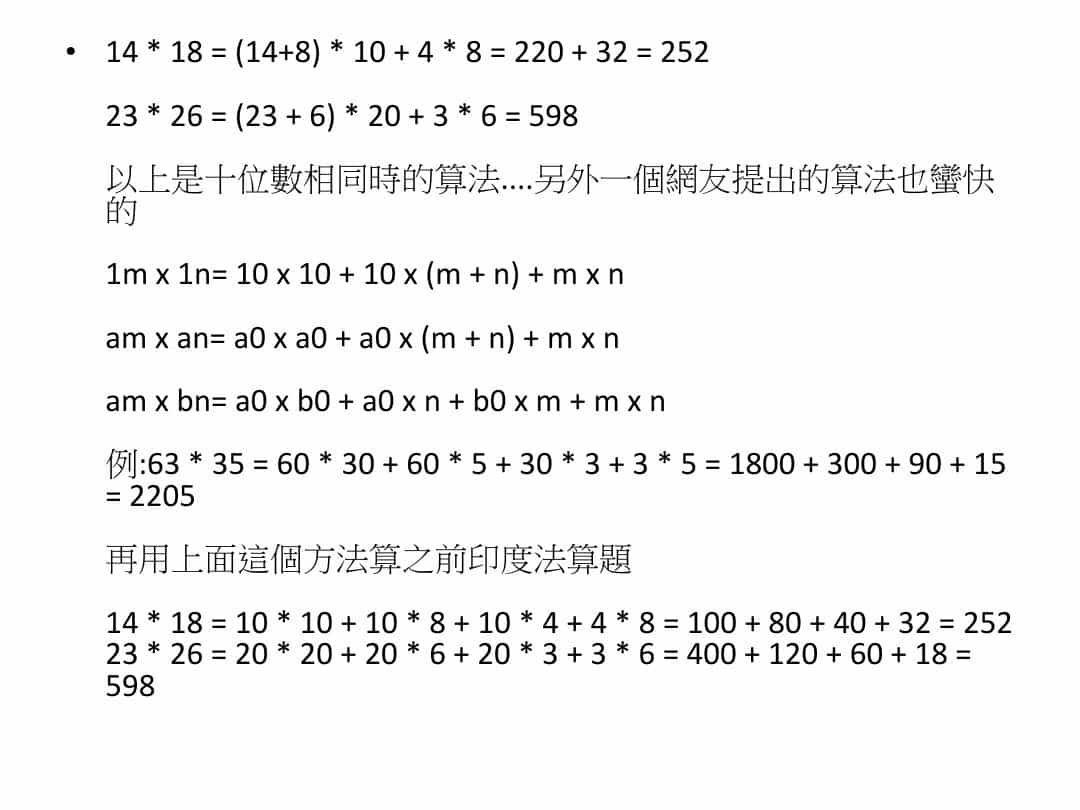 • 14 * 18 = (14+8) * 10 + 4 * 8 = 220 + 32 = 252
23 * 26 = (23 + 6) * 20 + 3 * 6 = 598
以上是十位數相同時的算法....另外一個網友提出的算法也蠻快
的
1m x 1n= 10 x 10 + 10 x (m + n) + m x n
am x an= a0 x a0 + a0 x (m + n) + m x n
am x bn= a0 x b0 + a0 x n + b0 x m + m x n
例:63 * 35 = 60 * 30 + 60 * 5 + 30 * 3 + 3 * 5 = 1800 + 300 + 90 + 15
= 2205
再用上面這個方法算之前印度法算題
14 * 18 = 10 * 10 + 10 * 8 + 10 * 4 + 4 * 8 = 100 + 80 + 40 + 32 = 252
23 * 26 = 20 * 20 + 20 * 6 + 20 * 3 + 3 * 6 = 400 + 120 + 60 + 18 =
598